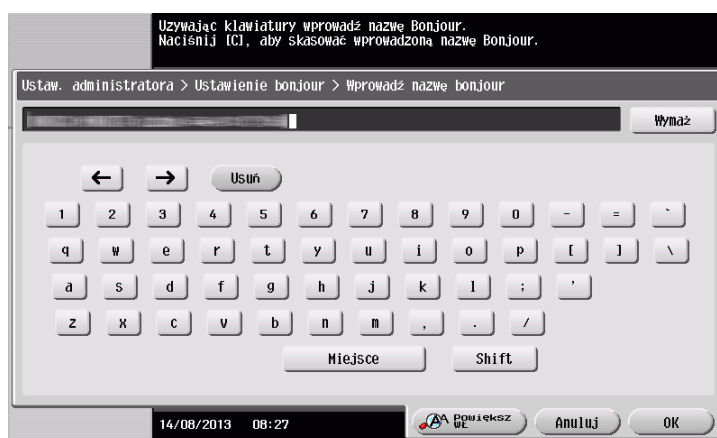 Używając klawiatury wprowadź nazwę Bonjour.
Naciśnij [C], aby skasować wprowadzoną nazwę Bonjour.
Ustaw. administratora > Ustawienie bonjour > Wprowadź nazwę bonjour
Wymaż
← → Usuń
1 2 3 4 5 6 7 8 9 0 - = `
q w e r t y u i o p [ ] \
a s d f g h j k l ; '
z x c v b n m , . /
Miejsce Shift
14/08/2013 08:27 Powiększ WŁ Anuluj OK